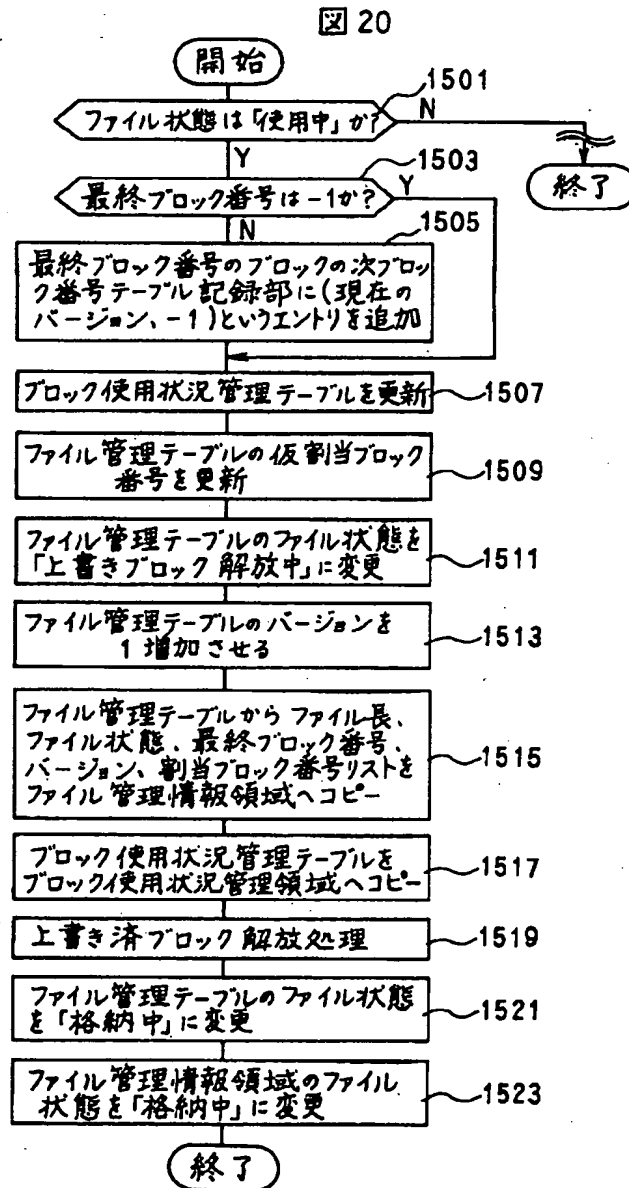 図 20
開始
1501
ファイル状態は「使用中」か?
N
Y
終了
1503
最終ブロック番号は-1か?
Y
N
1505
最終ブロック番号のブロックの次ブロッ
ク番号テーブル記録部に(現在の
バージョン、-1)というエントリを追加
ブロック使用状況管理テーブルを更新
1507
ファイル管理テーブルの仮割当ブロック
番号を更新
1509
ファイル管理テーブルのファイル状態を
「上書きブロック解放中」に変更
1511
ファイル管理テーブルのバージョンを
1増加させる
1513
ファイル管理テーブルからファイル長、
ファイル状態、最終ブロック番号、
バージョン、割当ブロック番号リストを
ファイル管理情報領域へコピー
1515
ブロック使用状況管理テーブルを
ブロック使用状況管理領域へコピー
1517
上書き済ブロック解放処理
1519
ファイル管理テーブルのファイル状態
を「格納中」に変更
1521
ファイル管理情報領域のファイル
状態を「格納中」に変更
1523
終了